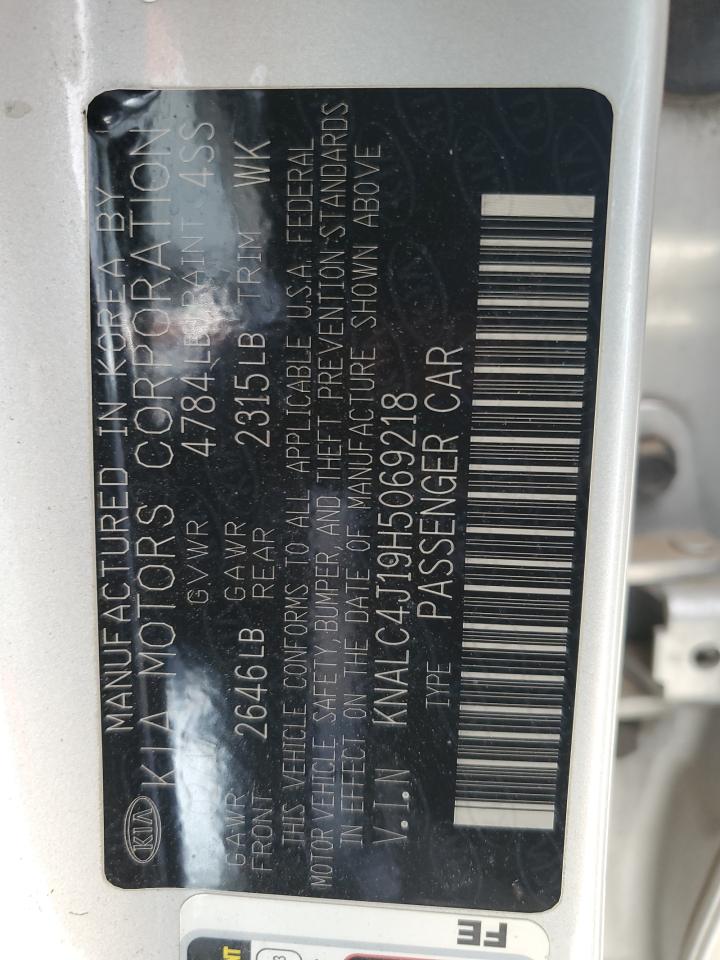 MANUFACTURED IN KOREA BY
KIA KIA MOTORS CORPORATION
GVWR 4784LB PAINT 4SS
GAWR FRONT 2646LB GAWR REAR 2315LB TRIM WK
THIS VEHICLE CONFORMS TO ALL APPLICABLE U.S.A. FEDERAL
MOTOR VEHICLE SAFETY, BUMPER, AND THEFT PREVENTION STANDARDS
IN EFFECT ON THE DATE OF MANUFACTURE SHOWN ABOVE
V.I.N KNALC4J19H5069218
TYPE PASSENGER CAR
FE